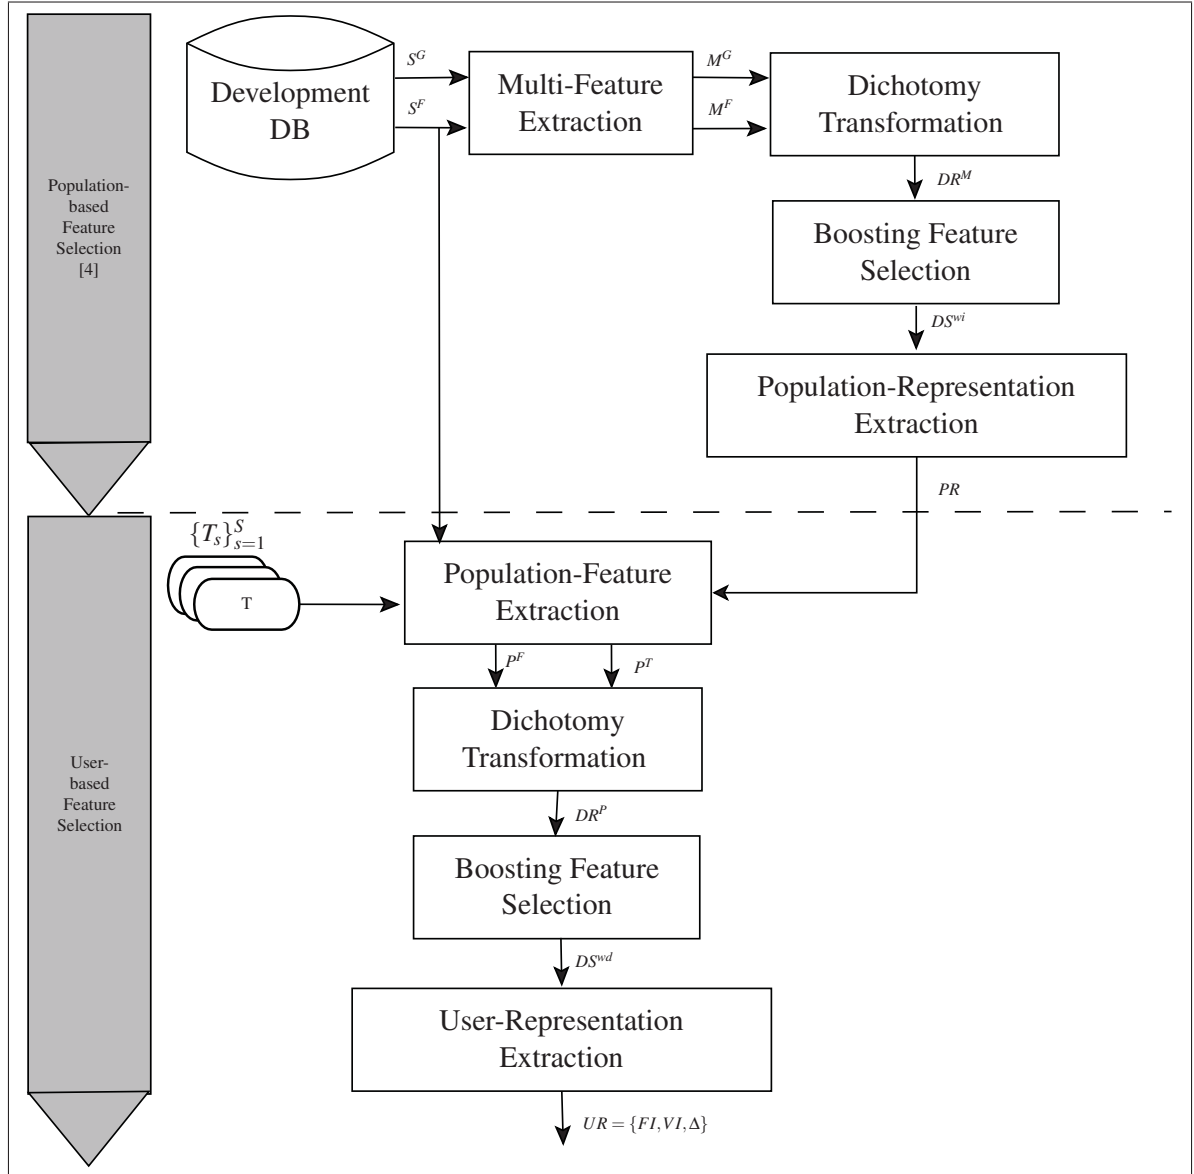 Development
DB
S^G
S^F
Multi-Feature
Extraction
M^G
M^F
Dichotomy
Transformation
DR^M
Population-
based
Feature
Selection
[4]
Boosting Feature
Selection
DS^{wi}
Population-Representation
Extraction
PR
{T_s}_{s=1}^S
T
Population-Feature
Extraction
P^F
P^T
Dichotomy
Transformation
User-
based
Feature
Selection
DR^P
Boosting Feature
Selection
DS^{wd}
User-Representation
Extraction
UR = {FI,VI,Δ}